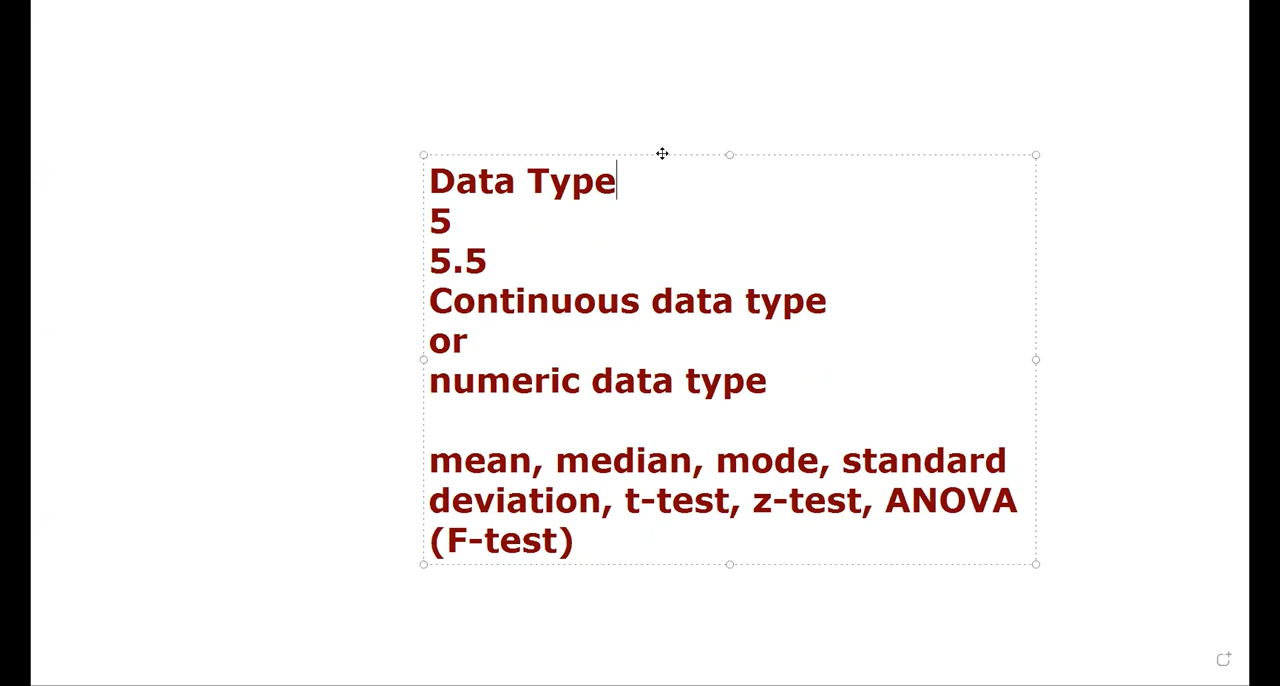 Data Type
5
5.5
Continuous data type
or
numeric data type
mean, median, mode, standard
deviation, t-test, z-test, ANOVA
(F-test)